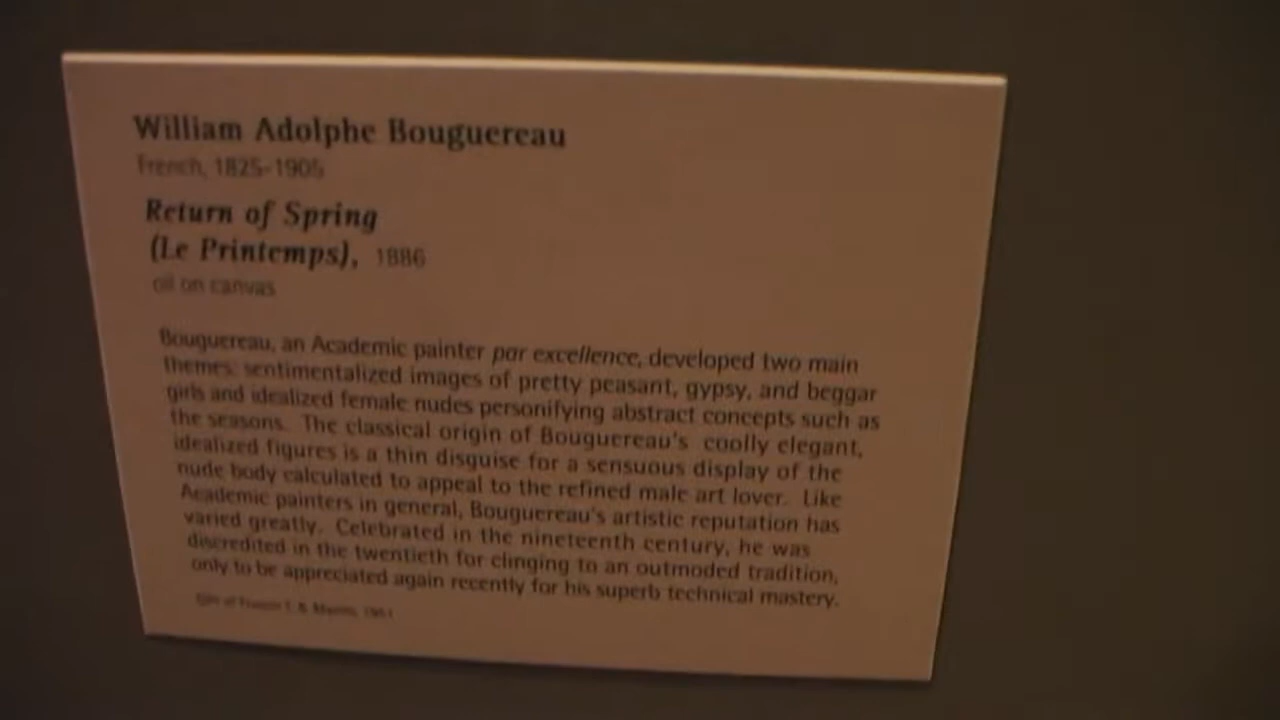 William Adolphe Bouguereau
French, 1825-1905
Return of Spring
(Le Printemps), 1886
oil on canvas
Bouguereau, an Academic painter par excellence, developed two main
themes: sentimentalized images of pretty peasant, gypsy, and beggar
girls and idealized female nudes personifying abstract concepts such as
the seasons. The classical origin of Bouguereau's coolly elegant,
idealized figures is a thin disguise for a sensuous display of the
nude body calculated to appeal to the refined male art lover. Like
Academic painters in general, Bouguereau's artistic reputation has
varied greatly. Celebrated in the nineteenth century, he was
discredited in the twentieth for clinging to an outmoded tradition,
only to be appreciated again recently for his superb technical mastery.
Gift of Francis T. B. Martin, 1951